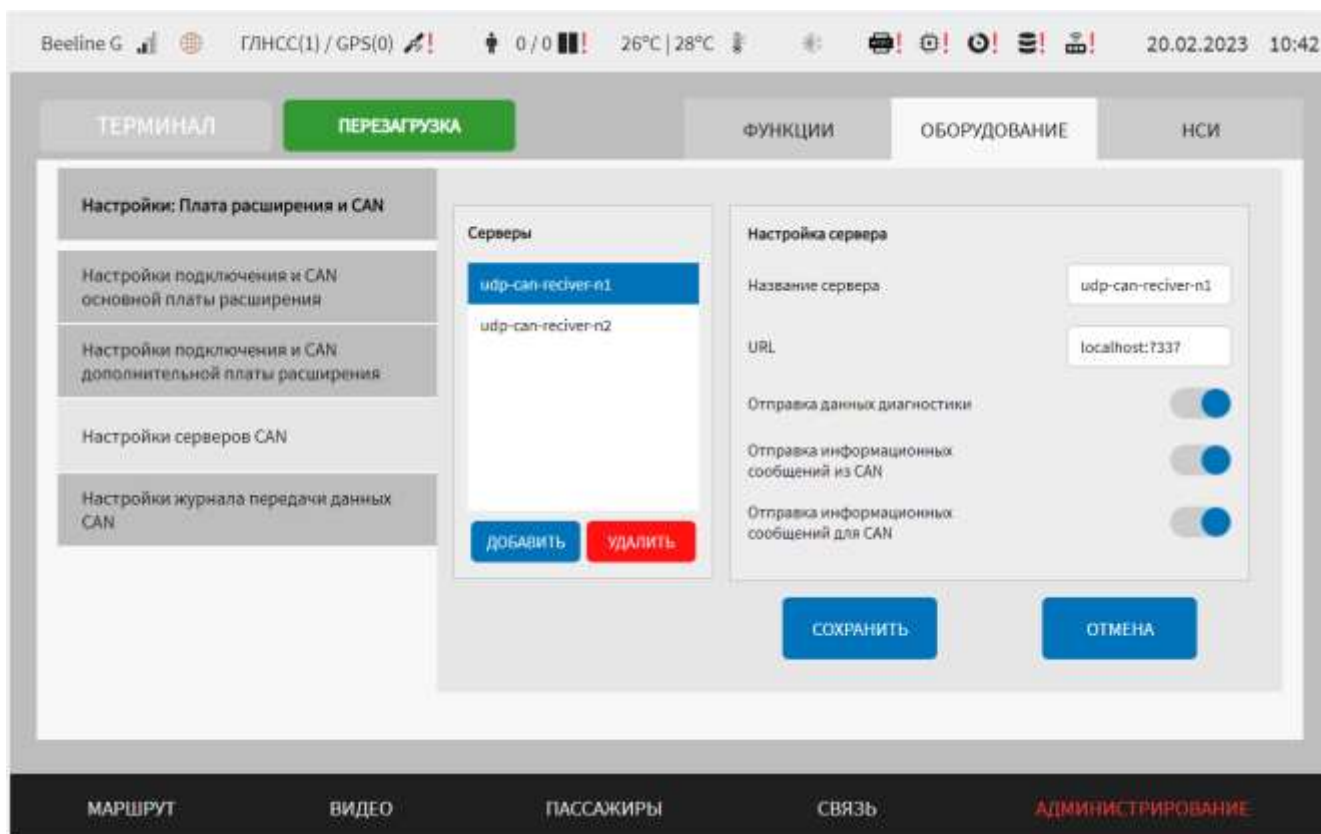 Beeline G ГЛНСС(1) / GPS(0) ! 0 / 0 ! 26°C | 28°C ! ! ! ! ! 20.02.2023 10:42
ТЕРМИНАЛ ПЕРЕЗАГРУЗКА ФУНКЦИИ ОБОРУДОВАНИЕ НСИ
Настройки: Плата расширения и CAN
Настройки подключения и CAN
основной платы расширения
Настройки подключения и CAN
дополнительной платы расширения
Настройки серверов CAN
Настройки журнала передачи данных
CAN
Серверы
udp-can-reciver-n1
udp-can-reciver-n2
ДОБАВИТЬ УДАЛИТЬ
Настройка сервера
Название сервера udp-can-reciver-n1
URL localhost:7337
Отправка данных диагностики
Отправка информационных
сообщений из CAN
Отправка информационных
сообщений для CAN
СОХРАНИТЬ ОТМЕНА
МАРШРУТ ВИДЕО ПАССАЖИРЫ СВЯЗЬ АДМИНИСТРИРОВАНИЕ